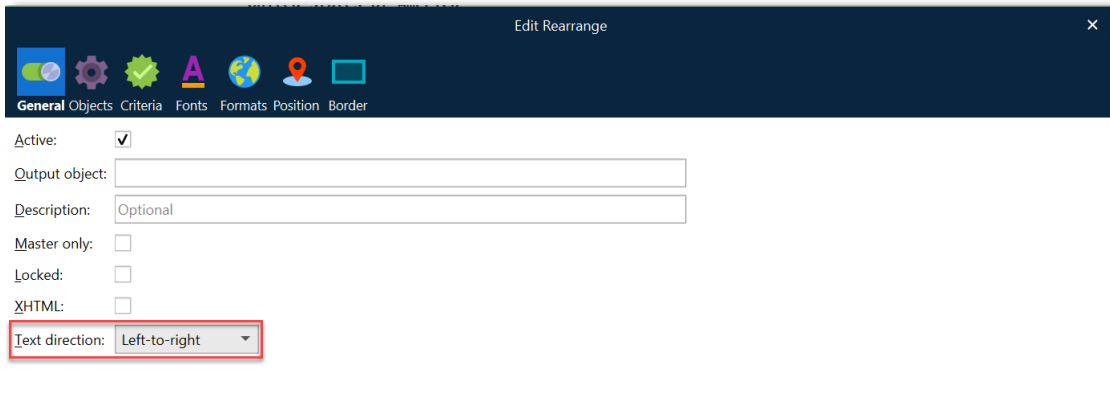 Edit Rearrange
General Objects Criteria Fonts Formats Position Border
Active:
Output object:
Description: Optional
Master only:
Locked:
XHTML:
Text direction: Left-to-right